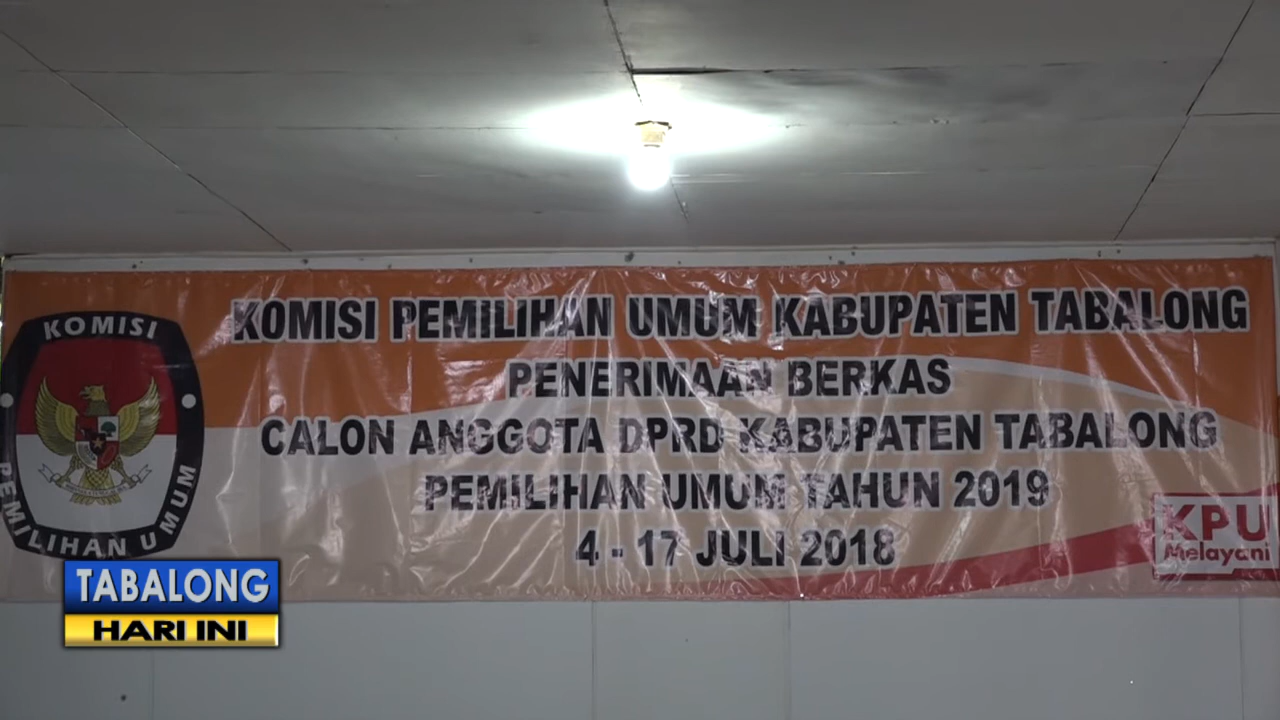 KOMISI PEMILIHAN UMUM KABUPATEN TABALONG
PENERIMAAN BERKAS
CALON ANGGOTA DPRD KABUPATEN TABALONG
PEMILIHAN UMUM TAHUN 2019
4 - 17 JULI 2018
KOMISI
PEMILIHAN UMUM
KPU
Melayani
TABALONG
HARI INI